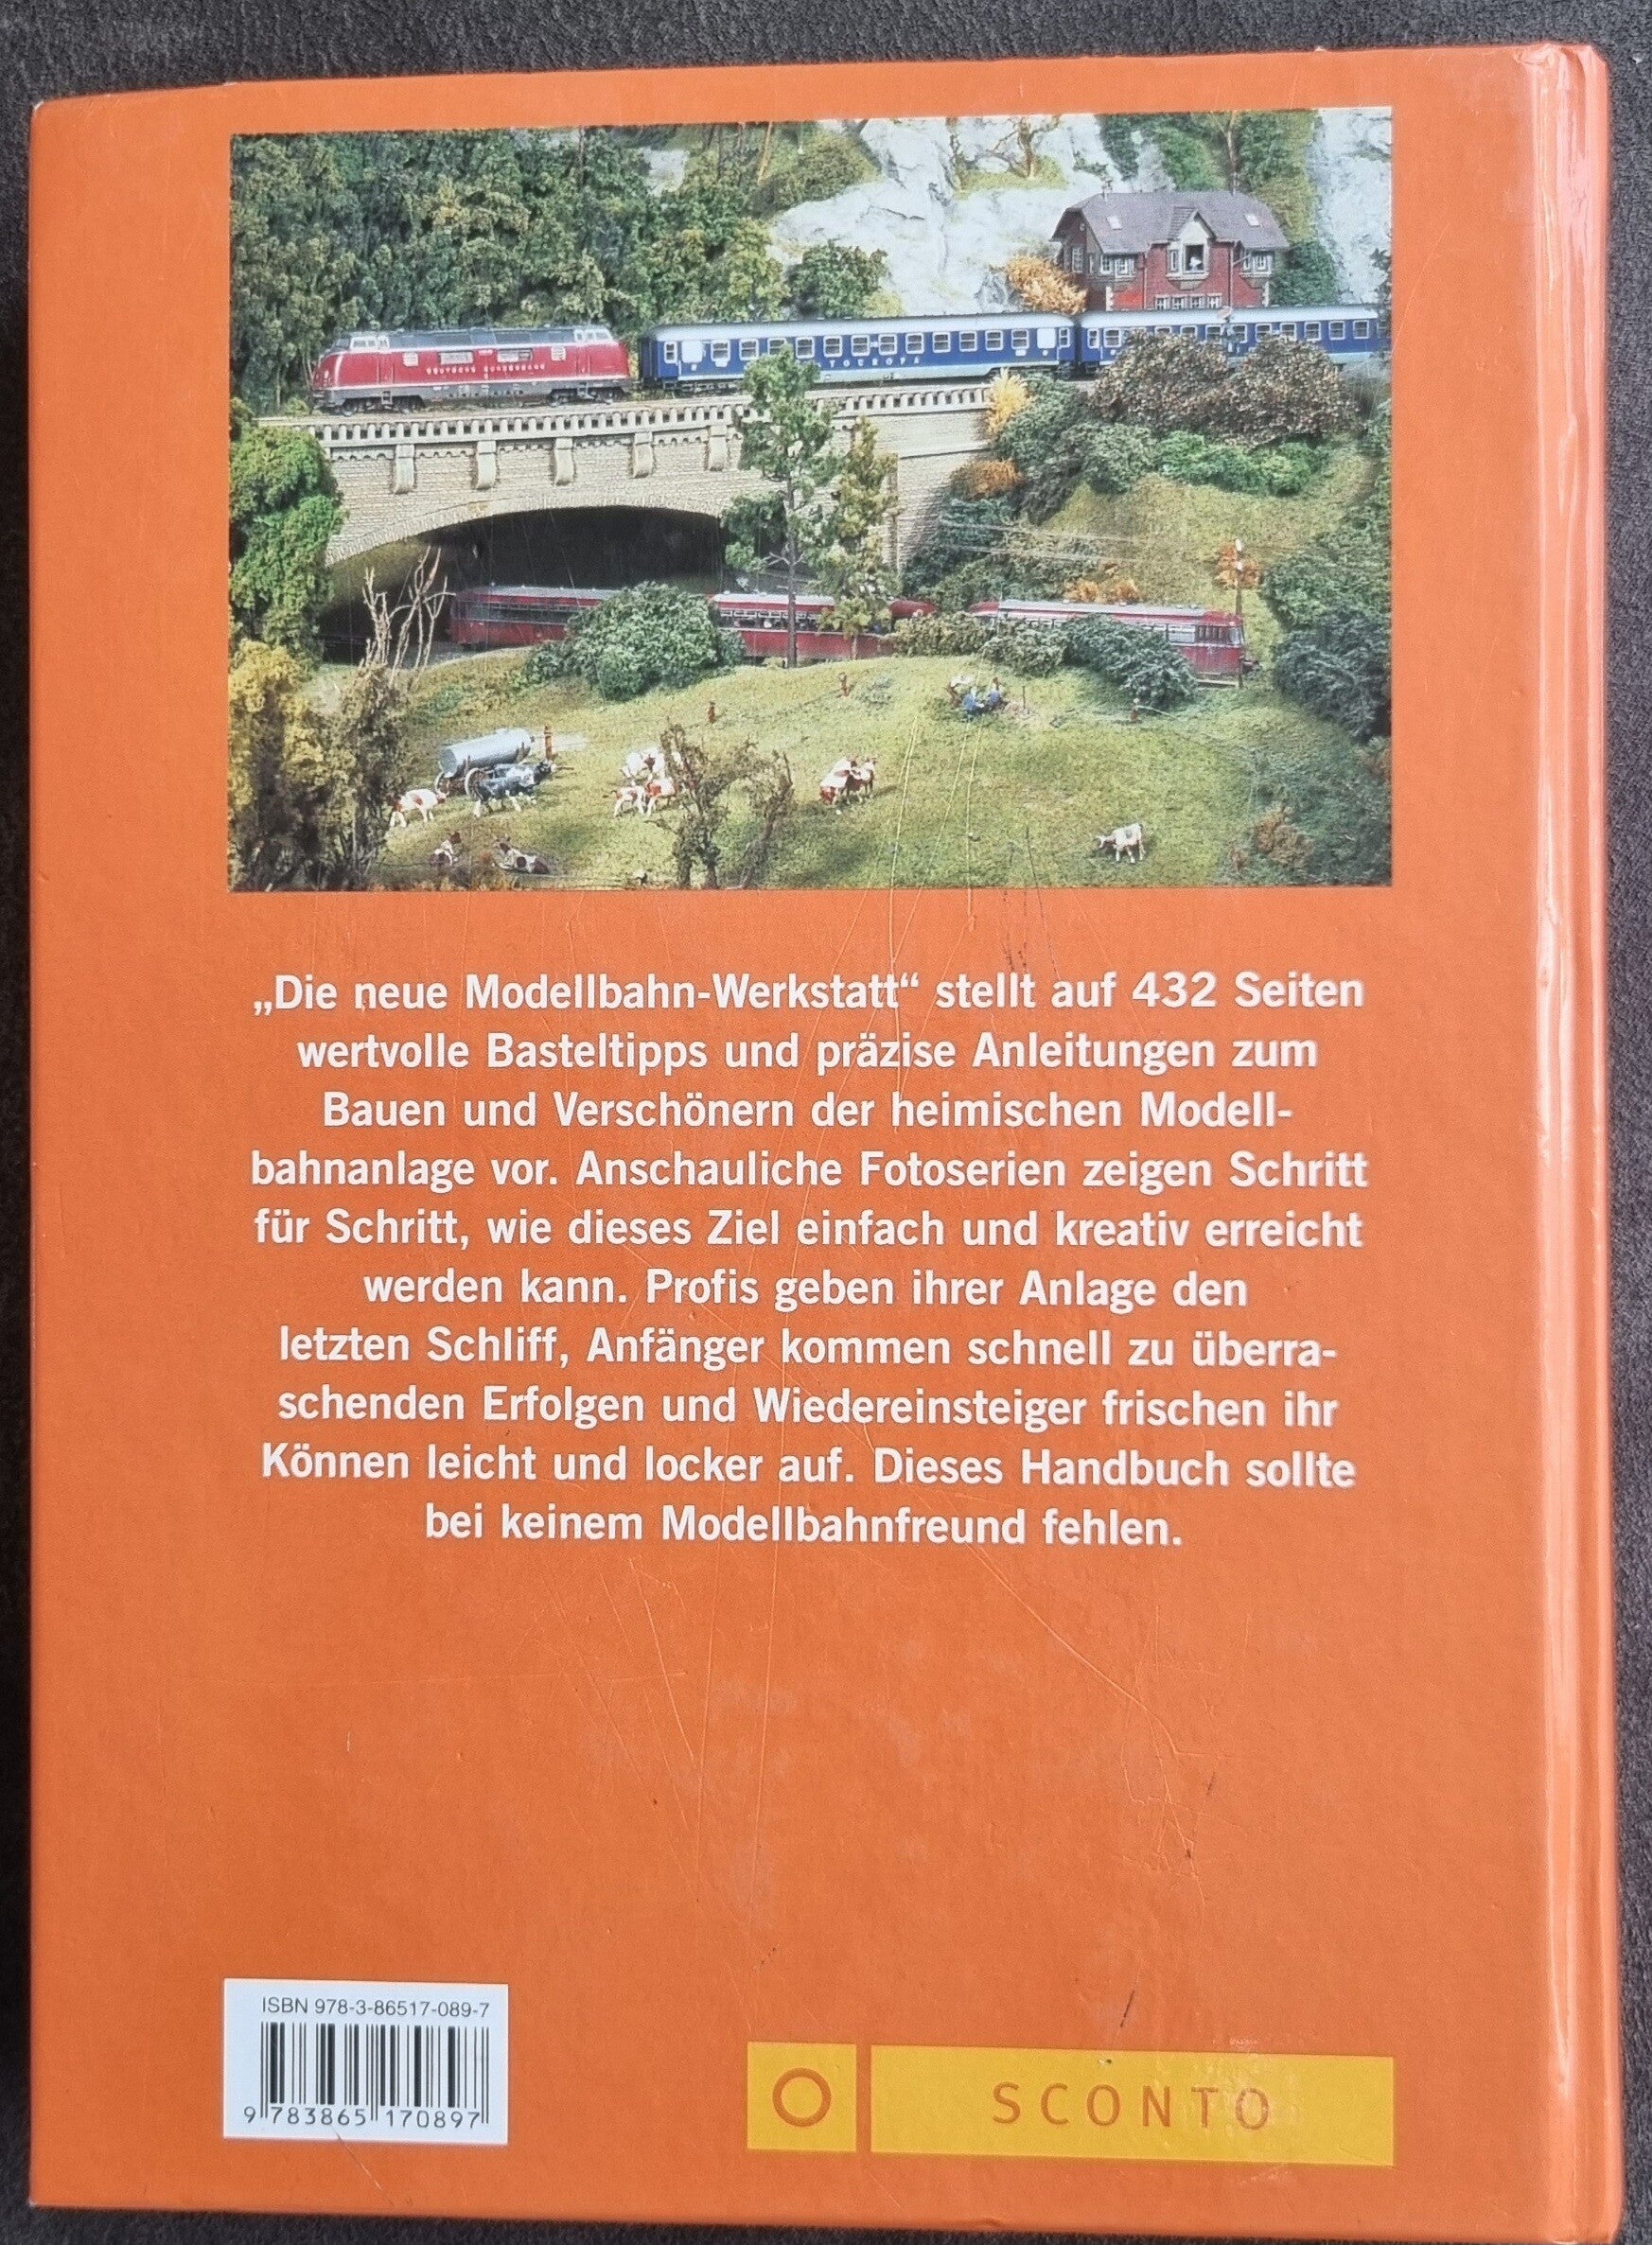 DEUTSCHE BUNDESBAHN
TOUROPA
„Die neue Modellbahn-Werkstatt“ stellt auf 432 Seiten
wertvolle Basteltipps und präzise Anleitungen zum
Bauen und Verschönern der heimischen Modell-
bahnanlage vor. Anschauliche Fotoserien zeigen Schritt
für Schritt, wie dieses Ziel einfach und kreativ erreicht
werden kann. Profis geben ihrer Anlage den
letzten Schliff, Anfänger kommen schnell zu überra-
schenden Erfolgen und Wiedereinsteiger frischen ihr
Können leicht und locker auf. Dieses Handbuch sollte
bei keinem Modellbahnfreund fehlen.
ISBN 978-3-86517-089-7
9 783865 170897
SCONTO